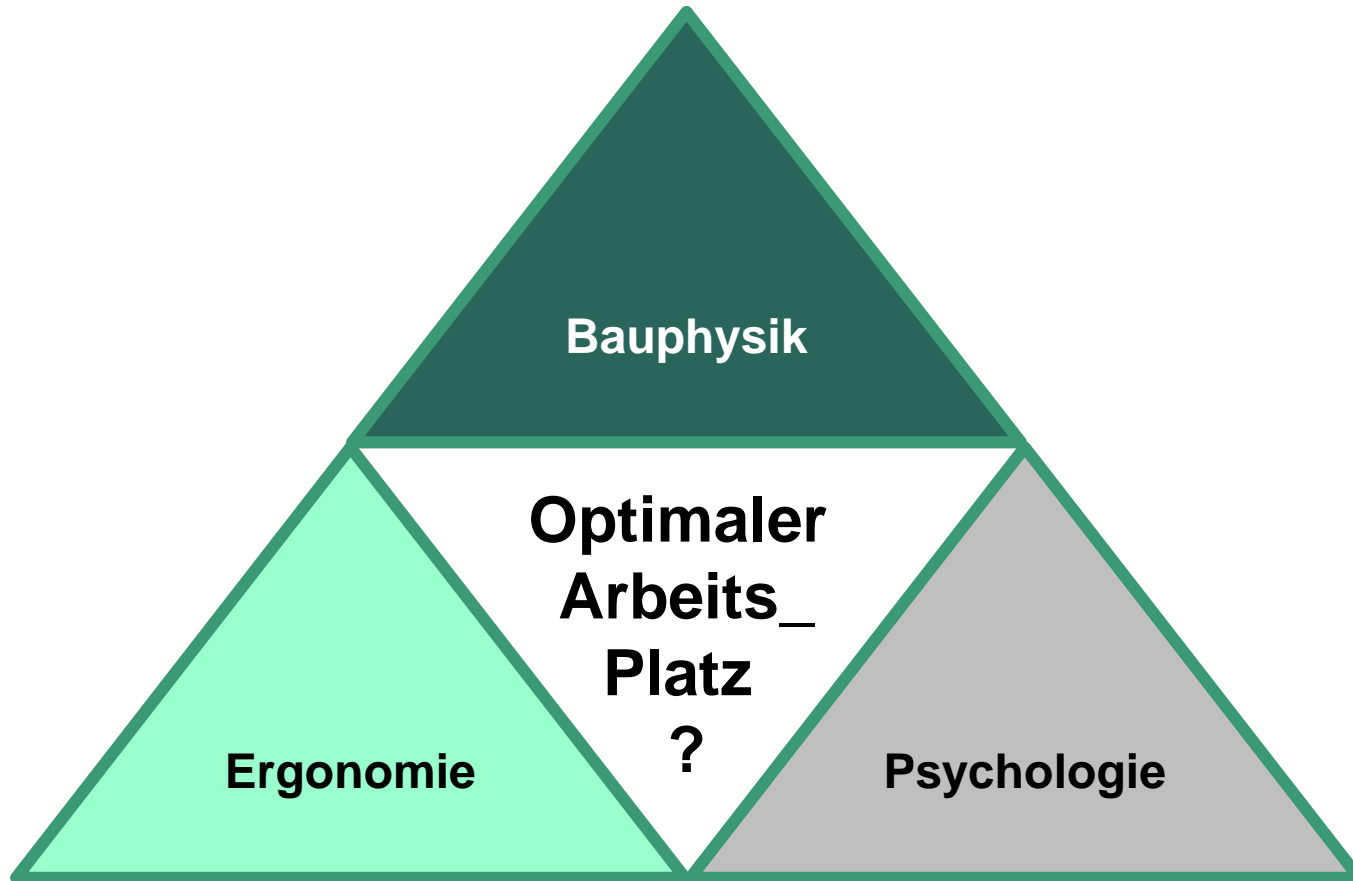 Bauphysik
Optimaler
Arbeits_
Platz
?
Ergonomie
Psychologie